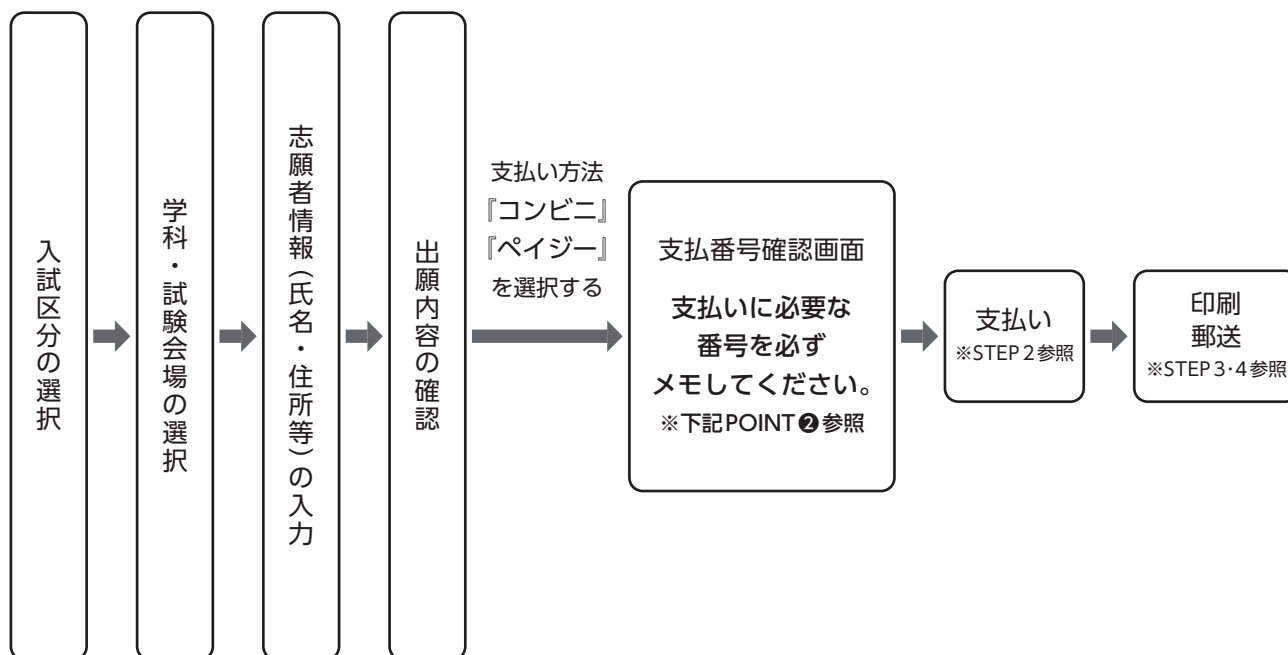 入試区分の選択
学科・試験会場の選択
志願者情報（氏名・住所等）の入力
出願内容の確認
支払い方法
『コンビニ』
『ペイジー』
を選択する
支払番号確認画面
支払いに必要な
番号を必ず
メモしてください。
※下記POINT❷参照
支払い
※STEP 2参照
印刷
郵送
※STEP 3・4参照